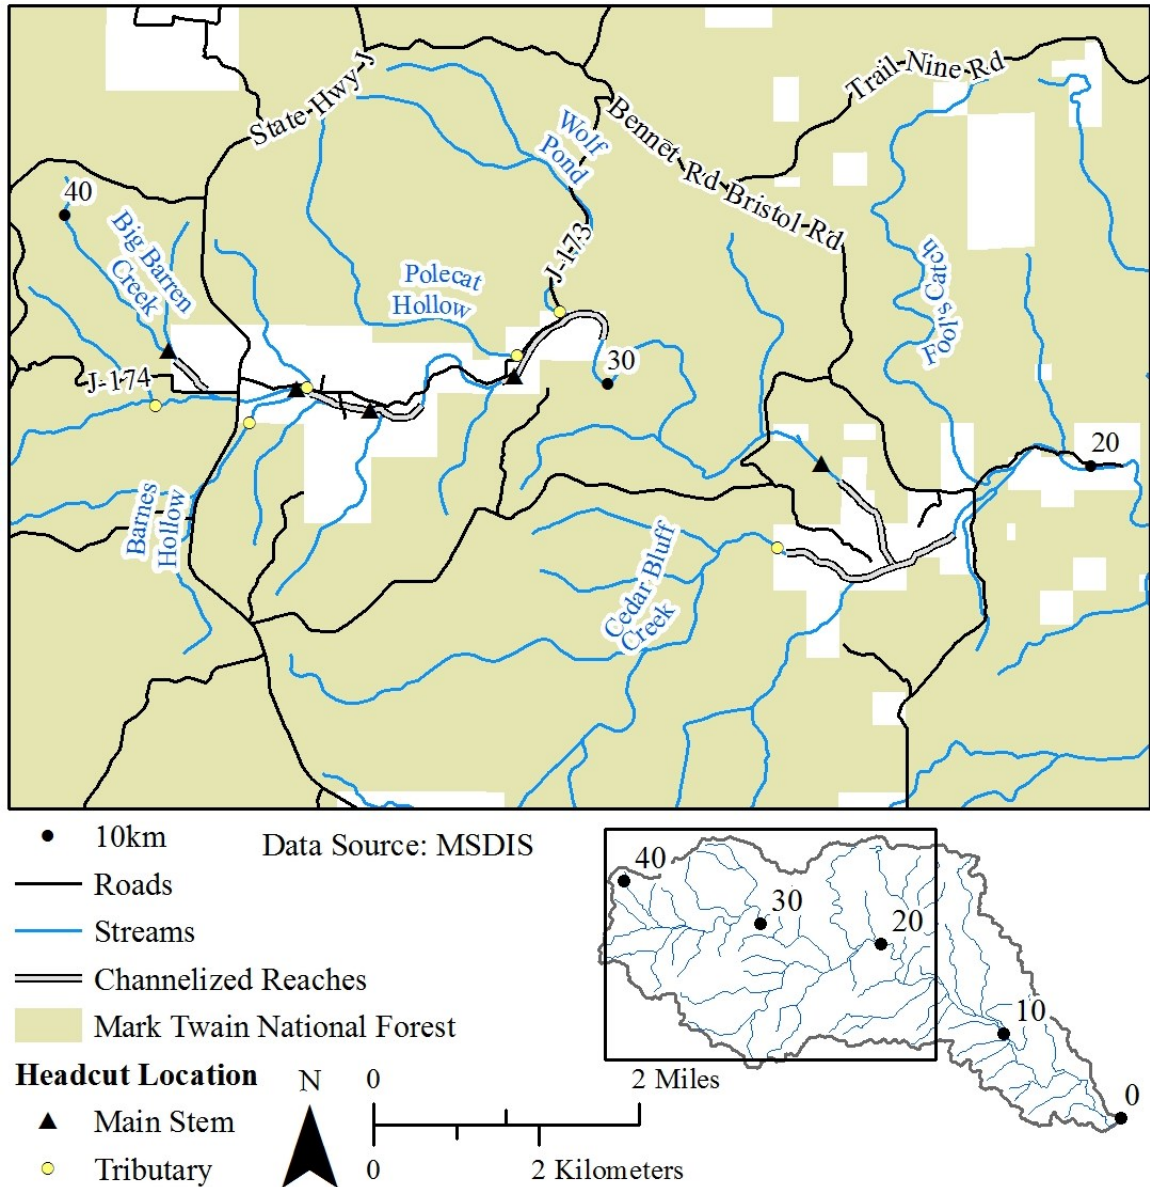 State Hwy J
Wolf
Pond
Bennet Rd
Bristol Rd
Trail Nine Rd
40
Big Barren
Creek
J-173
Polecat
Hollow
Fool's Catch
30
J-174
20
Barnes
Hollow
Cedar Bluff
Creek
10km
Data Source: MSDIS
Roads
Streams
Channelized Reaches
Mark Twain National Forest
Headcut Location
Main Stem
Tributary
N
0
2 Miles
0
2 Kilometers
40
30
20
10
0